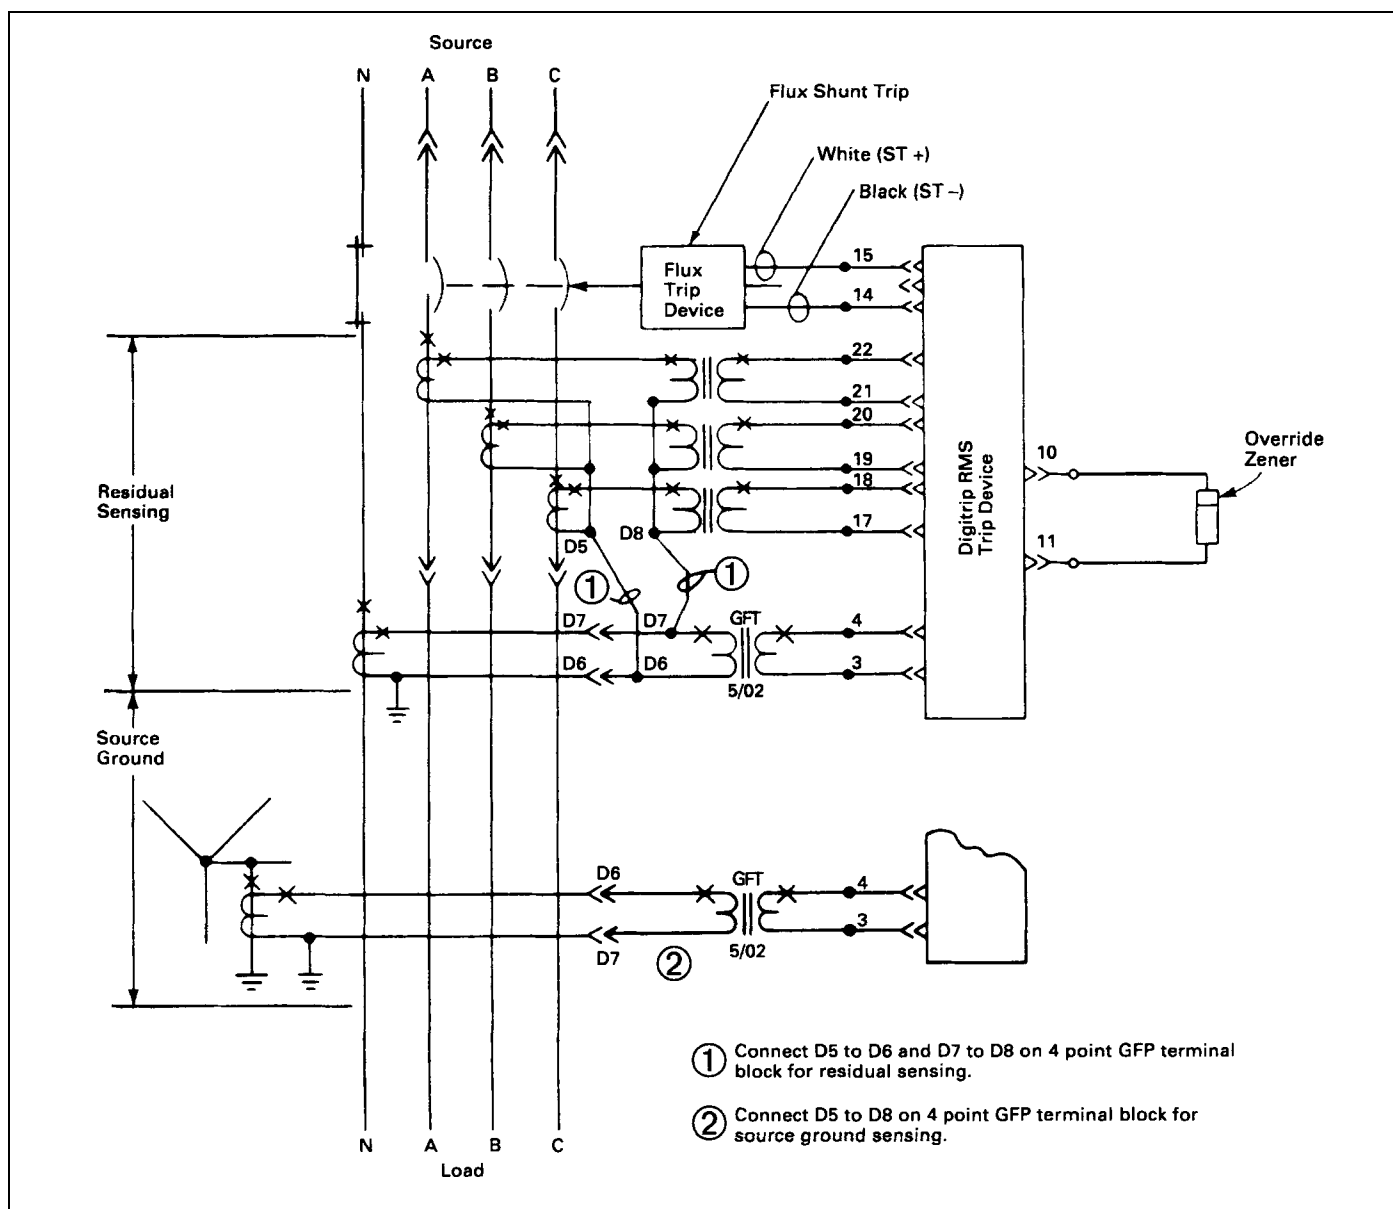 Source
N A B C
Flux Shunt Trip
White (ST +)
Black (ST –)
Flux
Trip
Device
15
14
22
21
20
19
18
17
Digitrip RMS
Trip Device
10
11
Override
Zener
Residual
Sensing
D5 D8
1 1
D7 D7 GFT 4
D6 D6 3
5/02
Source
Ground
D6 GFT 4
D7 5/02 3
2
1 Connect D5 to D6 and D7 to D8 on 4 point GFP terminal
block for residual sensing.
2 Connect D5 to D8 on 4 point GFP terminal block for
source ground sensing.
N A B C
Load